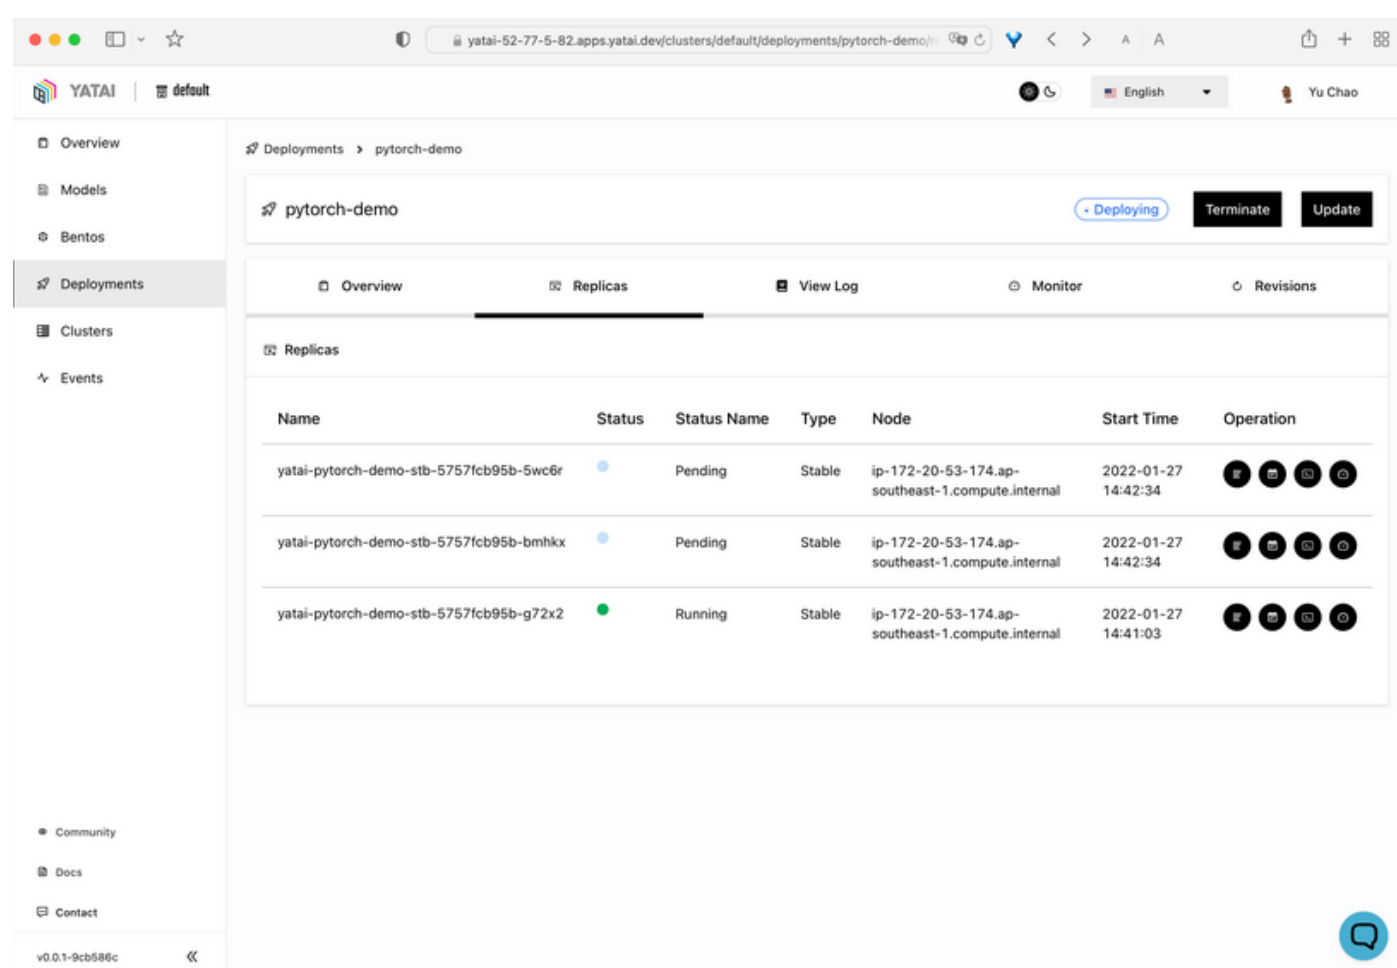 yatai-52-77-5-82.apps.yatai.dev/clusters/default/deployments/pytorch-demo/
A A
YATAI default
English
Yu Chao
Overview
Models
Bentos
Deployments
Clusters
Events
Deployments > pytorch-demo
pytorch-demo
Deploying
Terminate
Update
Overview
Replicas
View Log
Monitor
Revisions
Replicas
Name Status Status Name Type Node Start Time Operation
yatai-pytorch-demo-stb-5757fcb95b-5wc6r Pending Stable ip-172-20-53-174.ap- 2022-01-27
southeast-1.compute.internal 14:42:34
yatai-pytorch-demo-stb-5757fcb95b-bmhkx Pending Stable ip-172-20-53-174.ap- 2022-01-27
southeast-1.compute.internal 14:42:34
yatai-pytorch-demo-stb-5757fcb95b-g72x2 Running Stable ip-172-20-53-174.ap- 2022-01-27
southeast-1.compute.internal 14:41:03
Community
Docs
Contact
v0.0.1-9cb586c